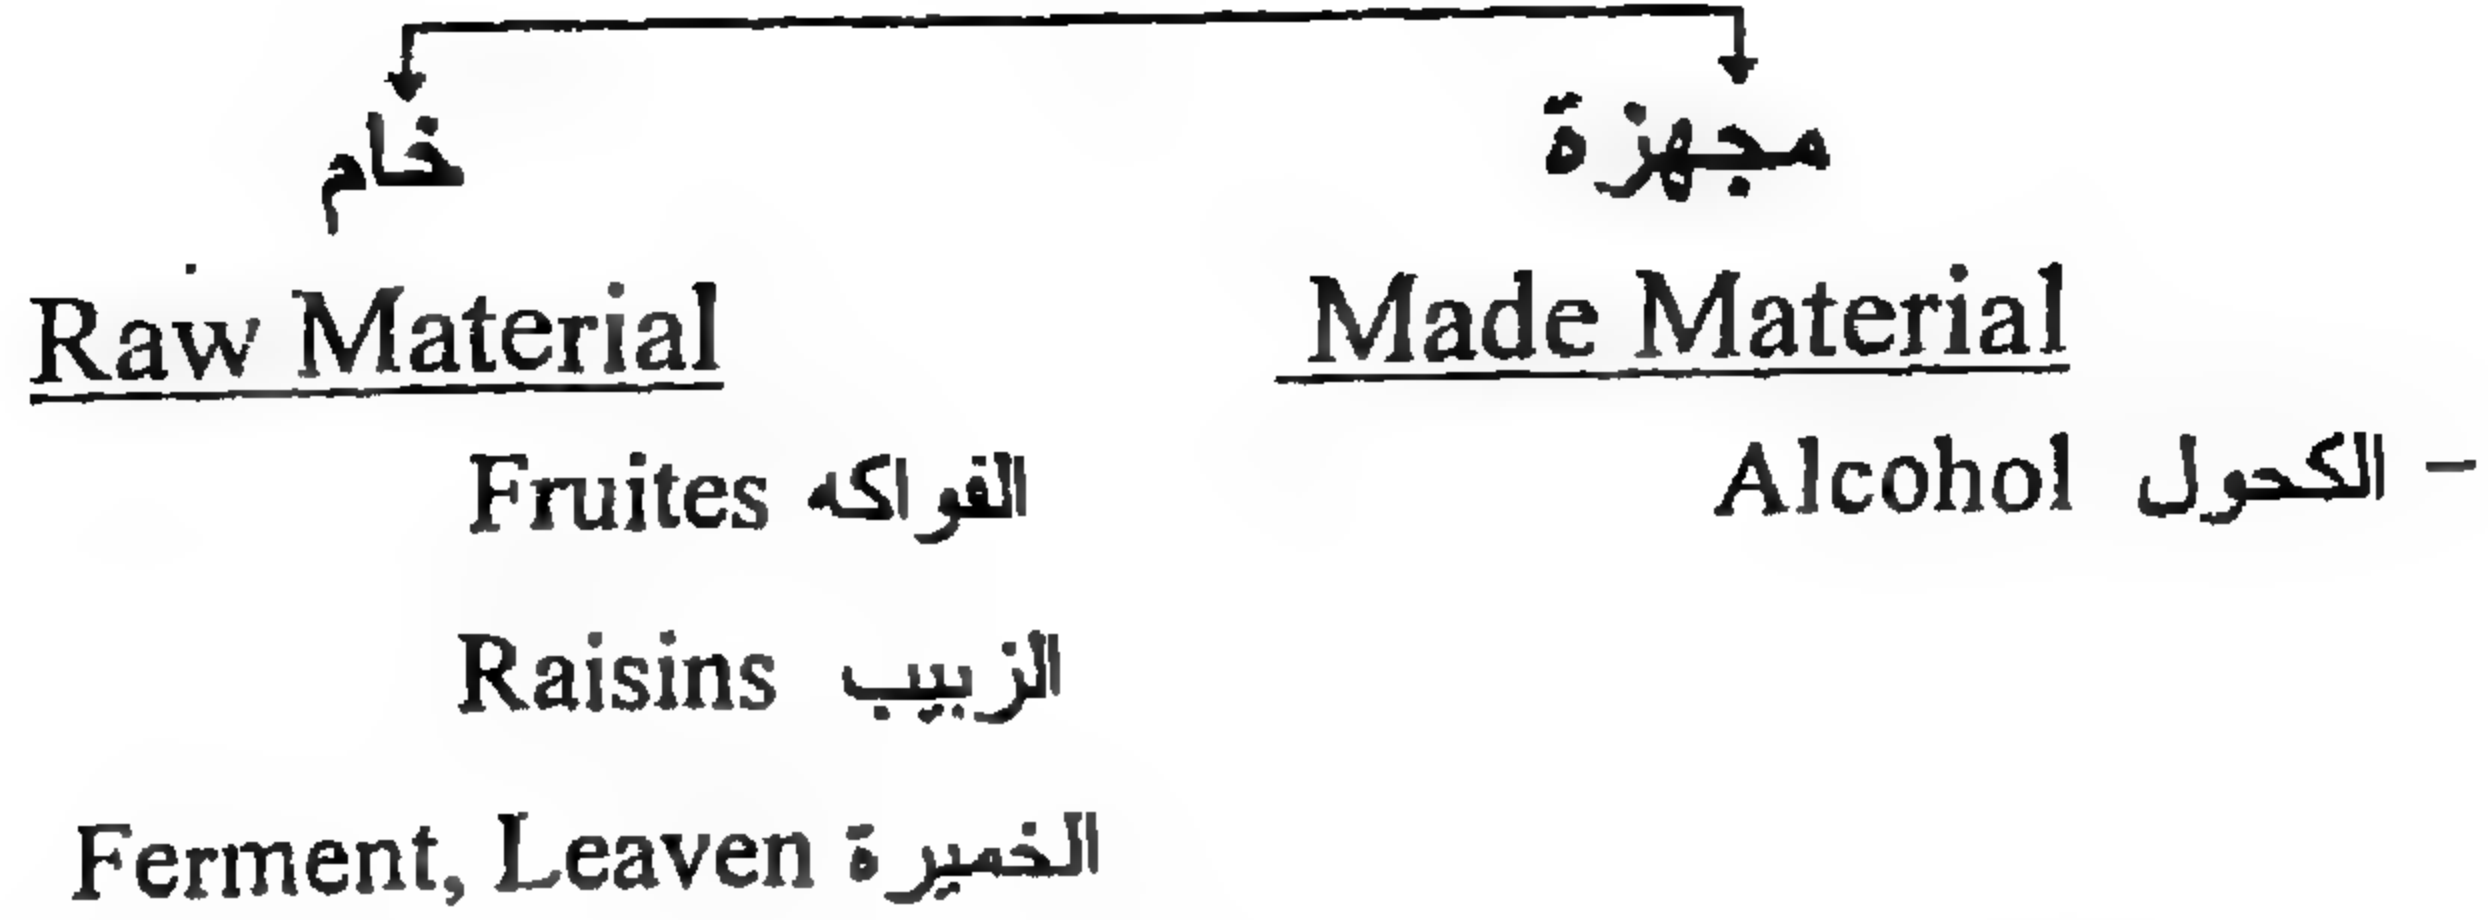 مجهزة خام
Raw Material Made Material
Fruites الفواكه – الكحول Alcohol
Raisins الزبيب
Ferment, Leaven الخميرة